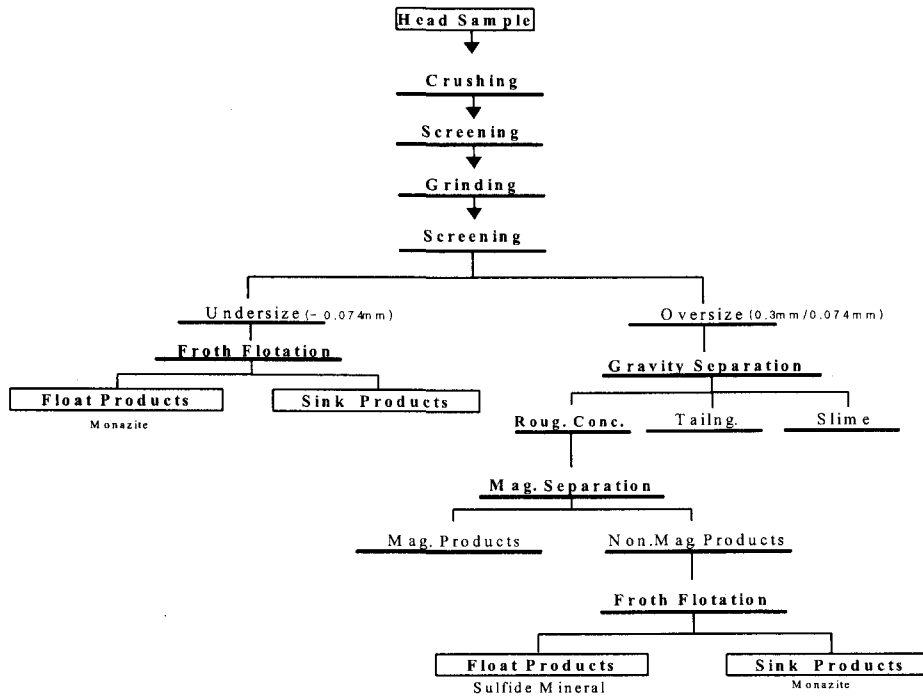 Head Sample
Crushing
Screening
Grinding
Screening
Undersize (-0.074mm)
Oversize (0.3mm/0.074mm)
Froth Flotation
Gravity Separation
Float Products
Sink Products
Monazite
Roug. Conc.
Tailng.
Slime
Mag. Separation
Mag. Products
Non.Mag Products
Froth Flotation
Float Products
Sink Products
Sulfide Mineral
Monazite